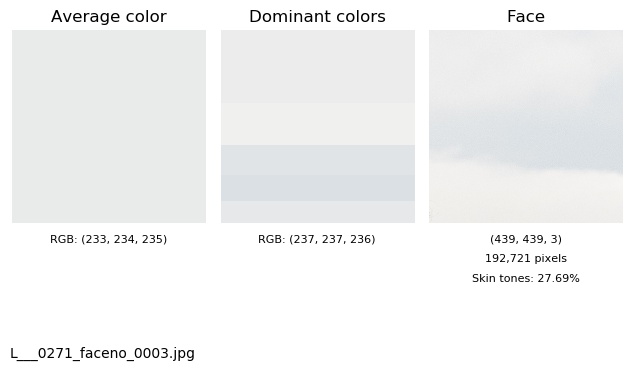 Average color
Dominant colors
Face
RGB: (233, 234, 235)
RGB: (237, 237, 236)
(439, 439, 3)
192,721 pixels
Skin tones: 27.69%
L___0271_faceno_0003.jpg